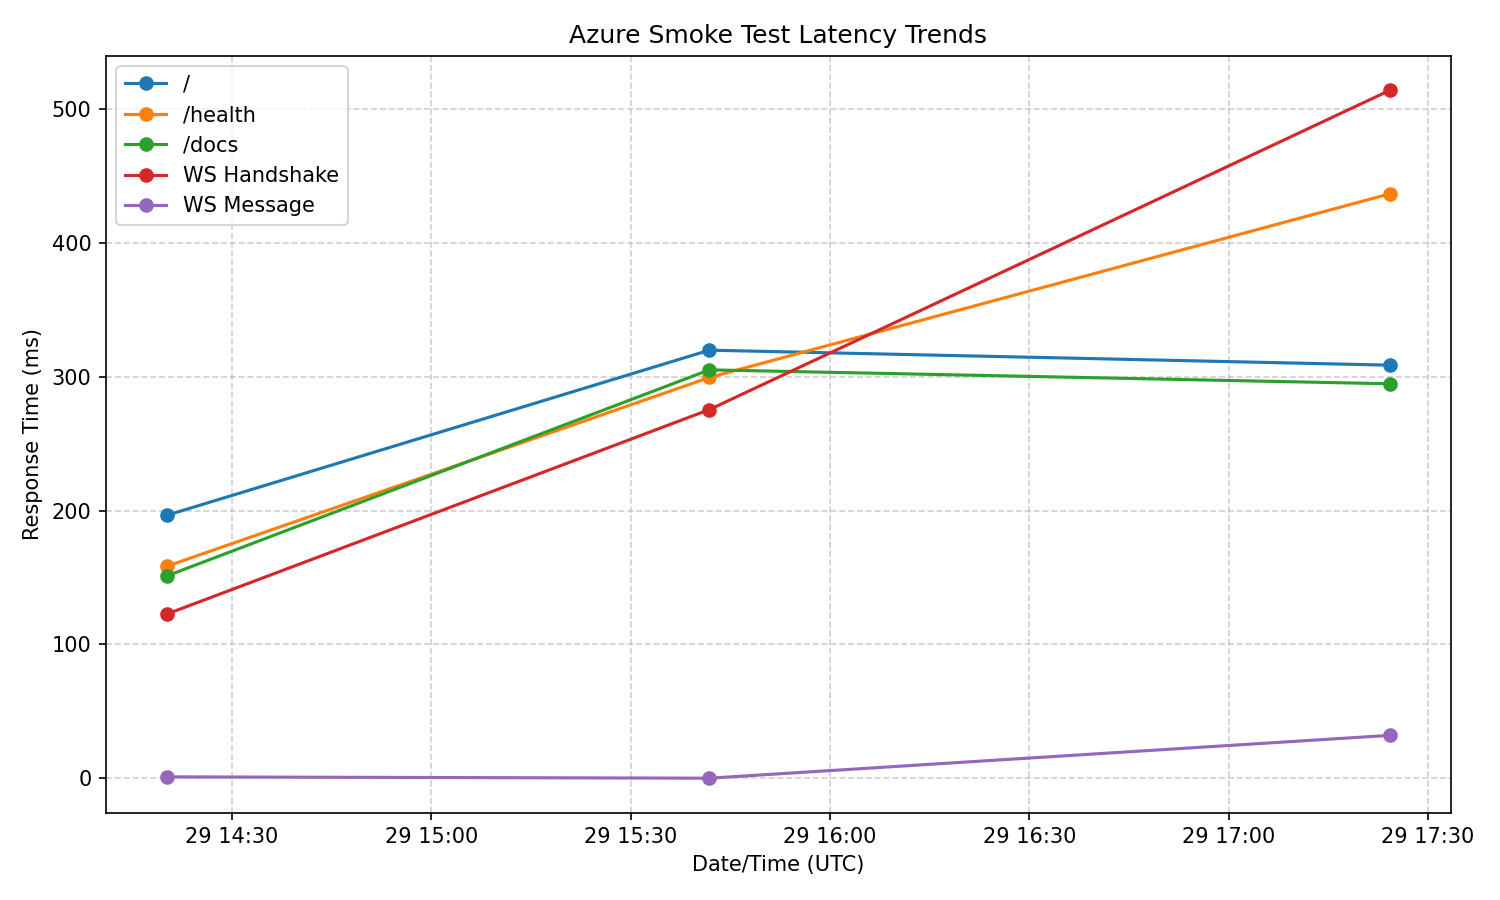 Azure Smoke Test Latency Trends
/
/health
/docs
WS Handshake
WS Message
Response Time (ms)
500
400
300
200
100
0
29 14:30
29 15:00
29 15:30
29 16:00
29 16:30
29 17:00
29 17:30
Date/Time (UTC)